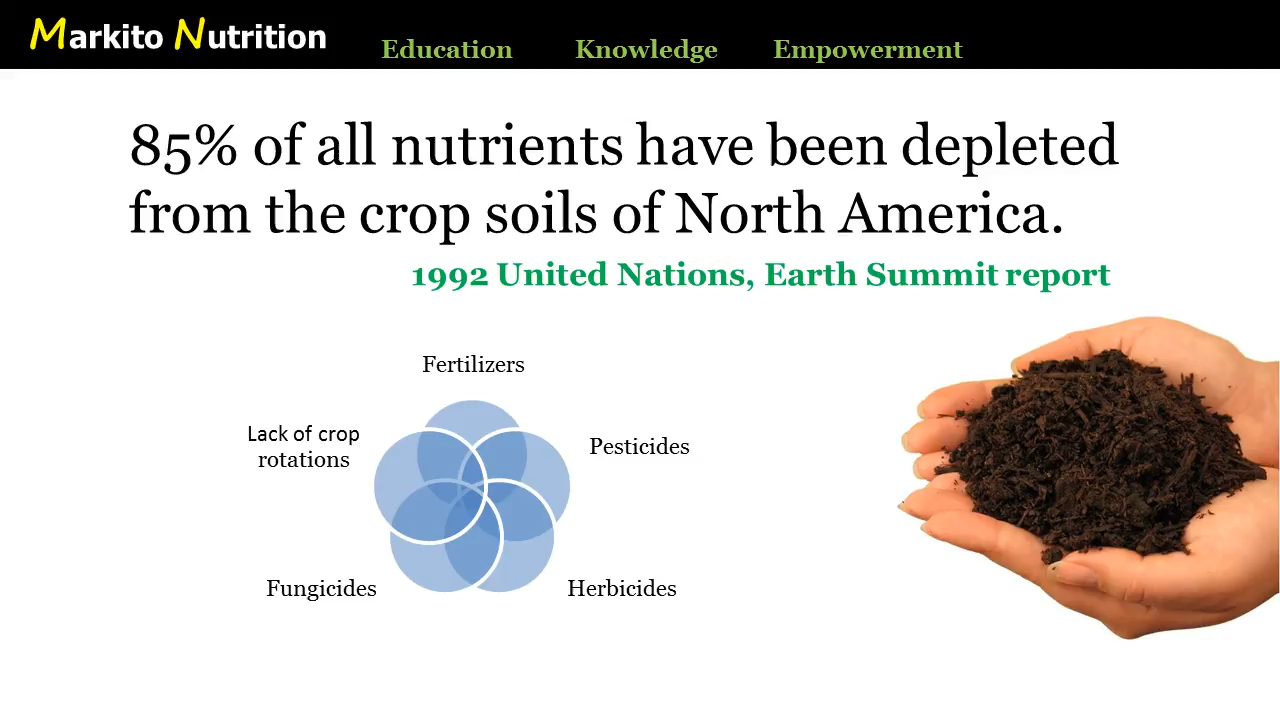 Markito Nutrition
Education Knowledge Empowerment
85% of all nutrients have been depleted
from the crop soils of North America.
1992 United Nations, Earth Summit report
Fertilizers
Lack of crop
rotations
Pesticides
Fungicides
Herbicides